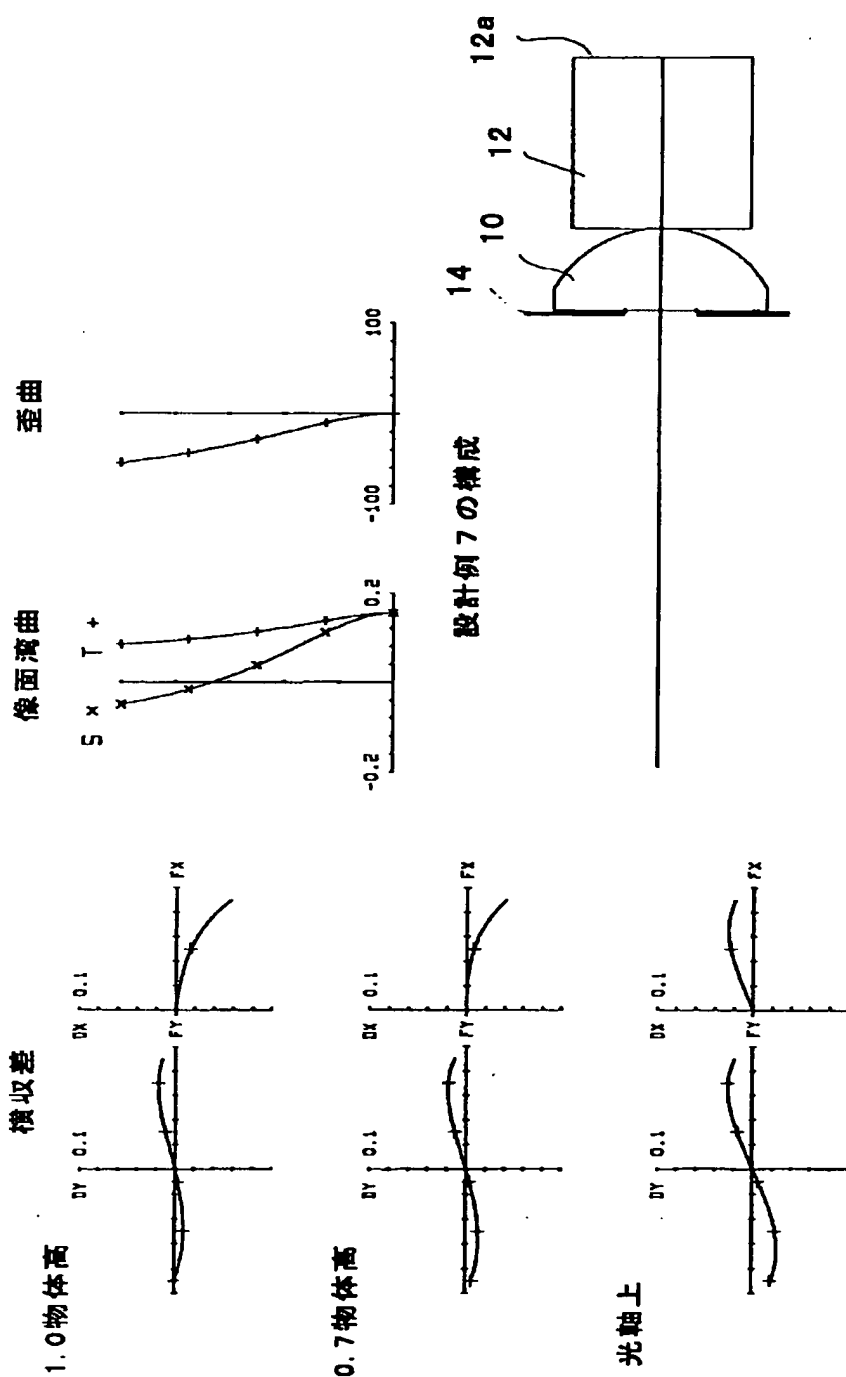 横収差
1.0物体高
DY 0.1
FY
DX 0.1
FX
0.7物体高
DY 0.1
FY
DX 0.1
FX
光軸上
DY 0.1
FY
DX 0.1
FX
像面湾曲
S × T +
-0.2 0.2
歪曲
-100 100
設計例7の構成
14 10 12 12a